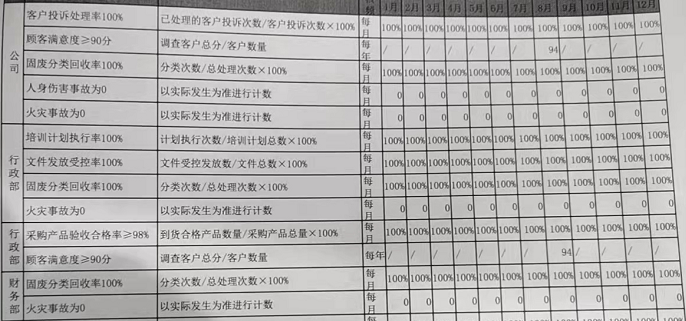 频 1月 2月 3月 4月 5月 6月 7月 8月 9月 10月 11月 12月
公司 客户投诉处理率100% 已处理的客户投诉次数/客户投诉次数×100% 每月 100% 100% 100% 100% 100% 100% 100% 100% 100% 100% 100% 100%
顾客满意度≥90分 调查客户总分/客户数量 每年 / / / / / / / 94 / / / /
固废分类回收率100% 分类次数/总处理次数×100% 每月 100% 100% 100% 100% 100% 100% 100% 100% 100% 100% 100% 100%
人身伤害事故为0 以实际发生为准进行计数 每月 0 0 0 0 0 0 0 0 0 0 0 0
火灾事故为0 以实际发生为准进行计数 每月 0 0 0 0 0 0 0 0 0 0 0 0
行政部 培训计划执行率100% 计划执行次数/培训计划总数×100% 每月 100% 100% 100% 100% 100% 100% 100% 100% 100% 100% 100% 100%
文件发放受控率100% 文件受控发放数/文件总数×100% 每月 100% 100% 100% 100% 100% 100% 100% 100% 100% 100% 100% 100%
固废分类回收率100% 分类次数/总处理次数×100% 每月 100% 100% 100% 100% 100% 100% 100% 100% 100% 100% 100% 100%
火灾事故为0 以实际发生为准进行计数 每月 0 0 0 0 0 0 0 0 0 0 0 0
行政部 采购产品验收合格率≥98% 到货合格产品数量/采购产品总量×100% 每月 100% 100% 100% 100% 100% 100% 100% 100% 100% 100% 100% 100%
顾客满意度≥90分 调查客户总分/客户数量 每年 / / / / / / / 94 / / / /
财务部 固废分类回收率100% 分类次数/总处理次数×100% 每月 100% 100% 100% 100% 100% 100% 100% 100% 100% 100% 100% 100%
火灾事故为0 以实际发生为准进行计数 每月 0 0 0 0 0 0 0 0 0 0 0 0